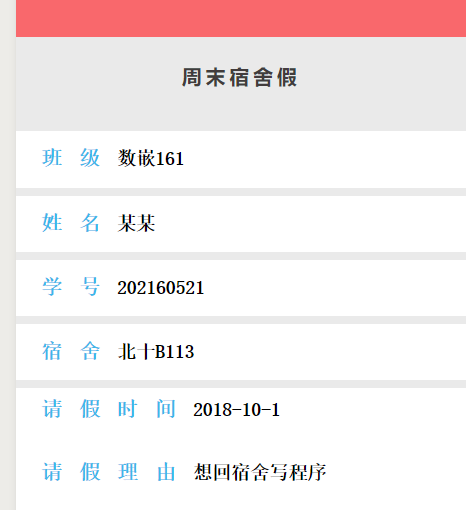 周末宿舍假
班 级 数嵌161
姓 名 某某
学 号 202160521
宿 舍 北十B113
请 假 时 间 2018-10-1
请 假 理 由 想回宿舍写程序